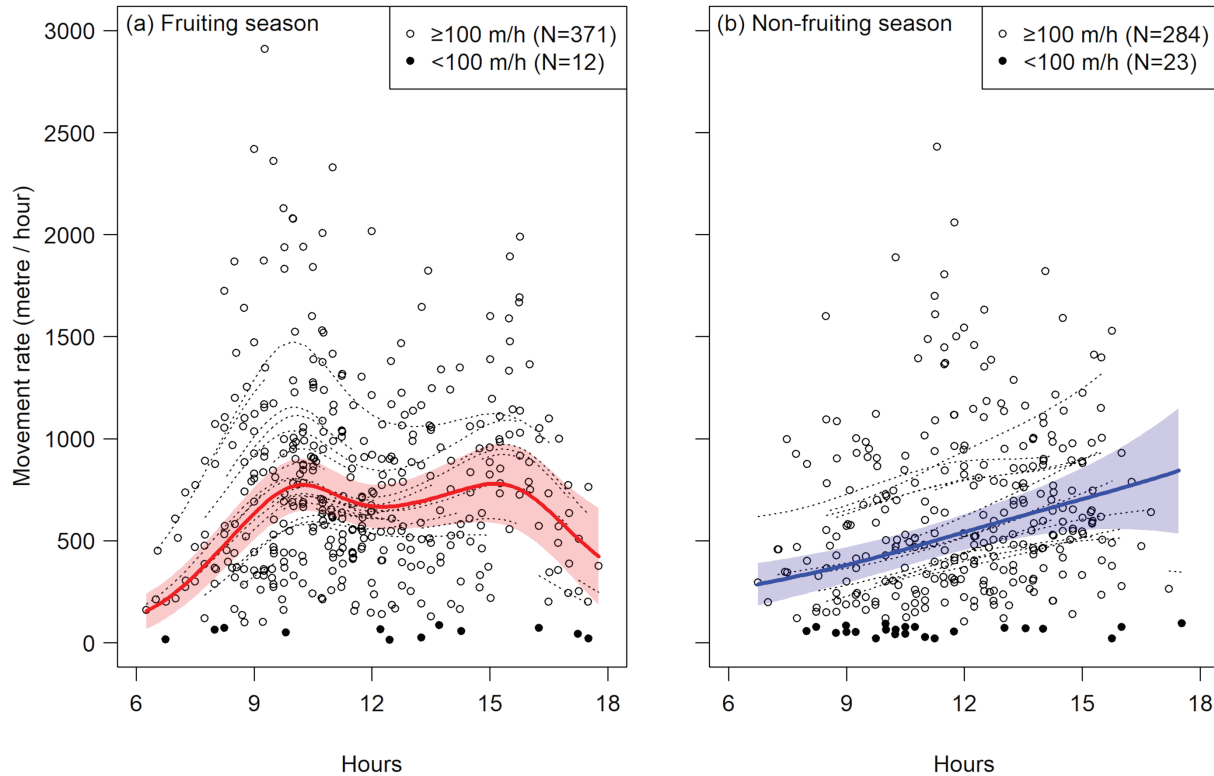 (a) Fruiting season
≥100 m/h (N=371)
<100 m/h (N=12)
(b) Non-fruiting season
≥100 m/h (N=284)
<100 m/h (N=23)
Movement rate (metre / hour)
3000
2500
2000
1500
1000
500
0
6 9 12 15 18
6 9 12 15 18
Hours
Hours